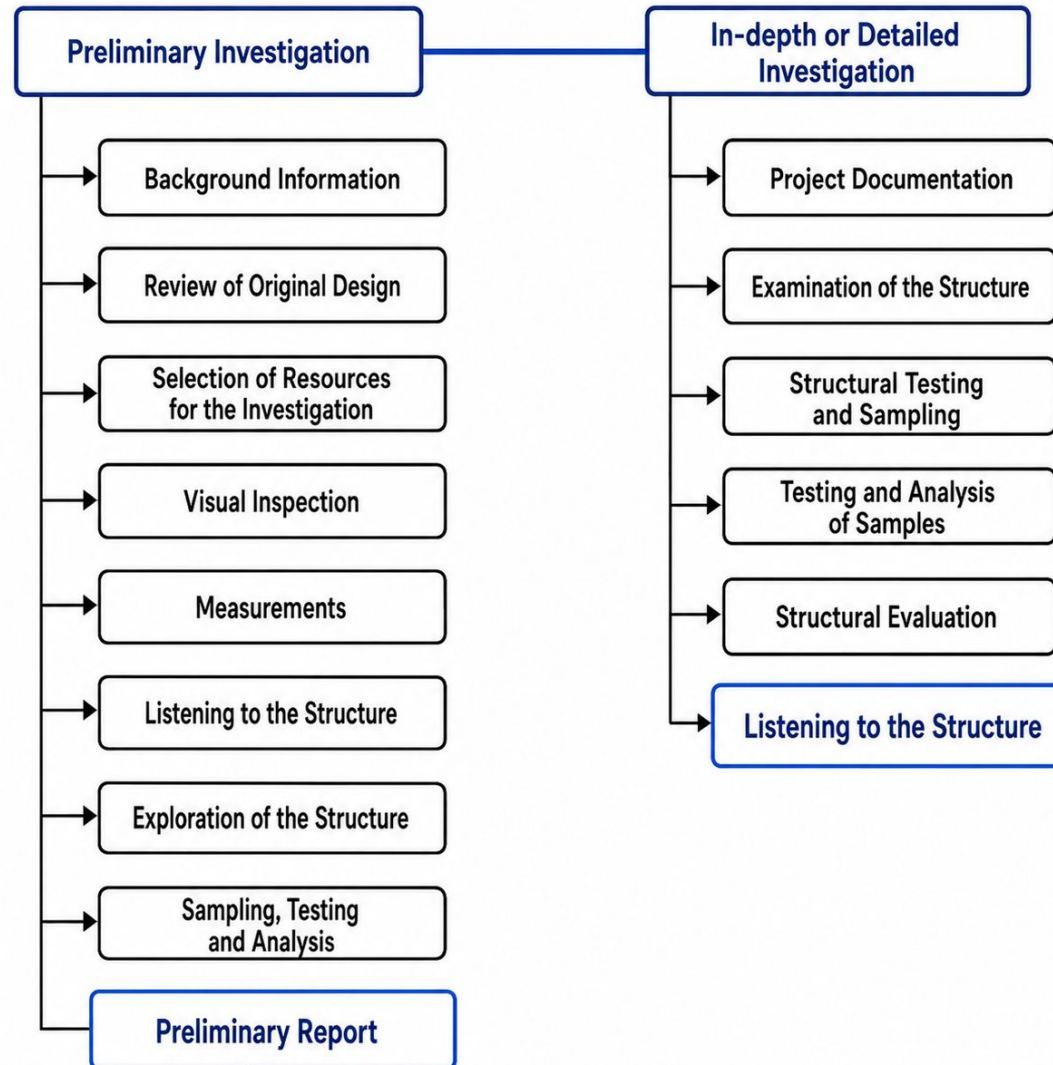 Preliminary Investigation
Background Information
Review of Original Design
Selection of Resources
for the Investigation
Visual Inspection
Measurements
Listening to the Structure
Exploration of the Structure
Sampling, Testing
and Analysis
Preliminary Report
In-depth or Detailed
Investigation
Project Documentation
Examination of the Structure
Structural Testing
and Sampling
Testing and Analysis
of Samples
Structural Evaluation
Listening to the Structure